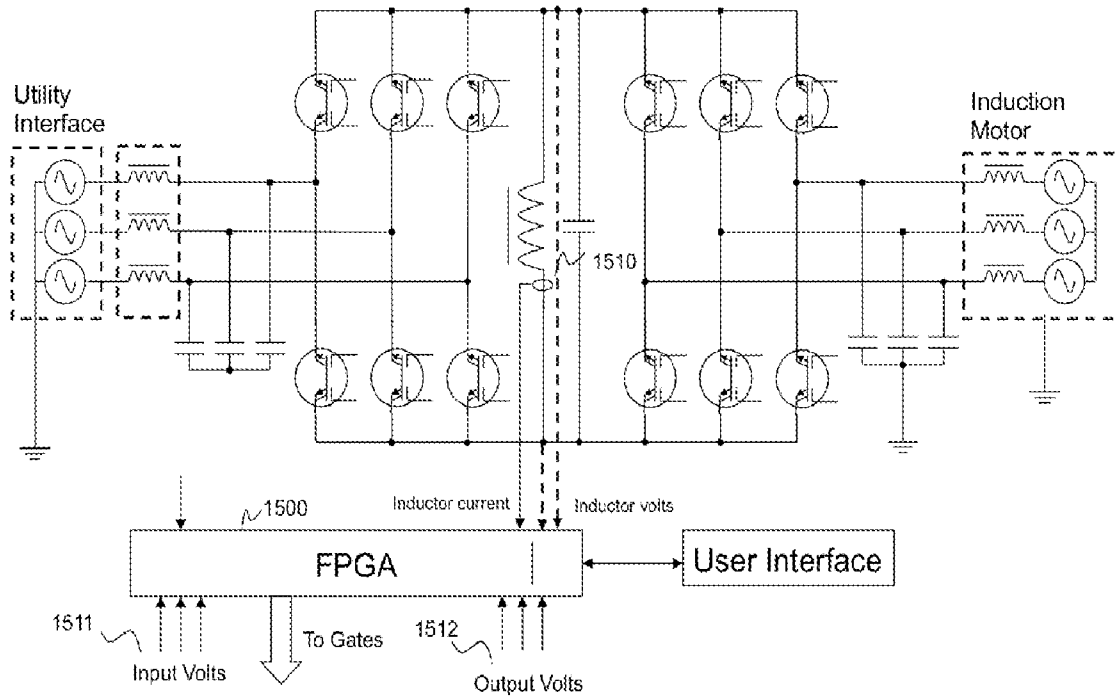 Utility
Interface
Induction
Motor
1510
Inductor current
Inductor volts
1500
FPGA
User Interface
1511
To Gates
1512
Input Volts
Output Volts